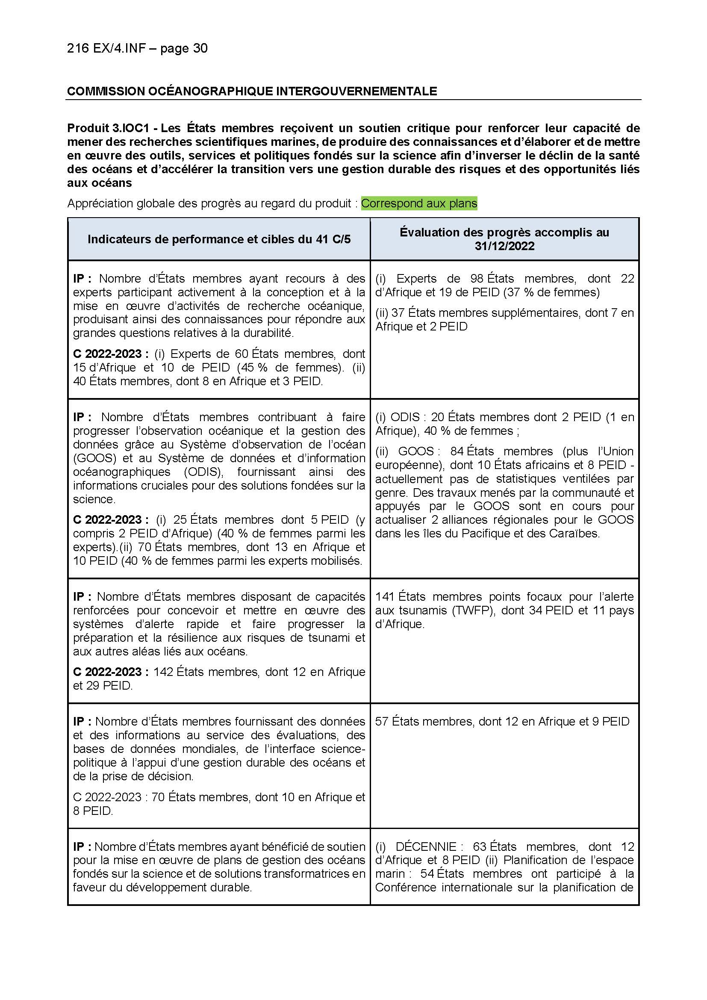 216 EX/4.INF – page 30
COMMISSION OCÉANOGRAPHIQUE INTERGOUVERNEMENTALE
Produit 3.IOC1 - Les États membres reçoivent un soutien critique pour renforcer leur capacité de
mener des recherches scientifiques marines, de produire des connaissances et d’élaborer et de mettre
en œuvre des outils, services et politiques fondés sur la science afin d’inverser le déclin de la santé
des océans et d’accélérer la transition vers une gestion durable des risques et des opportunités liés
aux océans
Appréciation globale des progrès au regard du produit : Correspond aux plans
Indicateurs de performance et cibles du 41 C/5
Évaluation des progrès accomplis au
31/12/2022
IP : Nombre d’États membres ayant recours à des
experts participant activement à la conception et à la
mise en œuvre d’activités de recherche océanique,
produisant ainsi des connaissances pour répondre aux
grandes questions relatives à la durabilité.
C 2022-2023 : (i) Experts de 60 États membres, dont
15 d’Afrique et 10 de PEID (45 % de femmes). (ii)
40 États membres, dont 8 en Afrique et 3 PEID.
(i) Experts de 98 États membres, dont 22
d’Afrique et 19 de PEID (37 % de femmes)
(ii) 37 États membres supplémentaires, dont 7 en
Afrique et 2 PEID
IP : Nombre d’États membres contribuant à faire
progresser l’observation océanique et la gestion des
données grâce au Système d’observation de l’océan
(GOOS) et au Système de données et d’information
océanographiques (ODIS), fournissant ainsi des
informations cruciales pour des solutions fondées sur la
science.
C 2022-2023 : (i) 25 États membres dont 5 PEID (y
compris 2 PEID d’Afrique) (40 % de femmes parmi les
experts).(ii) 70 États membres, dont 13 en Afrique et
10 PEID (40 % de femmes parmi les experts mobilisés.
(i) ODIS : 20 États membres dont 2 PEID (1 en
Afrique), 40 % de femmes ;
(ii) GOOS : 84 États membres (plus l’Union
européenne), dont 10 États africains et 8 PEID -
actuellement pas de statistiques ventilées par
genre. Des travaux menés par la communauté et
appuyés par le GOOS sont en cours pour
actualiser 2 alliances régionales pour le GOOS
dans les îles du Pacifique et des Caraïbes.
IP : Nombre d’États membres disposant de capacités
renforcées pour concevoir et mettre en œuvre des
systèmes d’alerte rapide et faire progresser la
préparation et la résilience aux risques de tsunami et
aux autres aléas liés aux océans.
C 2022-2023 : 142 États membres, dont 12 en Afrique
et 29 PEID.
141 États membres points focaux pour l’alerte
aux tsunamis (TWFP), dont 34 PEID et 11 pays
d’Afrique.
IP : Nombre d’États membres fournissant des données
et des informations au service des évaluations, des
bases de données mondiales, de l’interface science-
politique à l’appui d’une gestion durable des océans et
de la prise de décision.
C 2022-2023 : 70 États membres, dont 10 en Afrique et
8 PEID.
57 États membres, dont 12 en Afrique et 9 PEID
IP : Nombre d’États membres ayant bénéficié de soutien
pour la mise en œuvre de plans de gestion des océans
fondés sur la science et de solutions transformatrices en
faveur du développement durable.
(i) DÉCENNIE : 63 États membres, dont 12
d’Afrique et 8 PEID (ii) Planification de l’espace
marin : 54 États membres ont participé à la
Conférence internationale sur la planification de